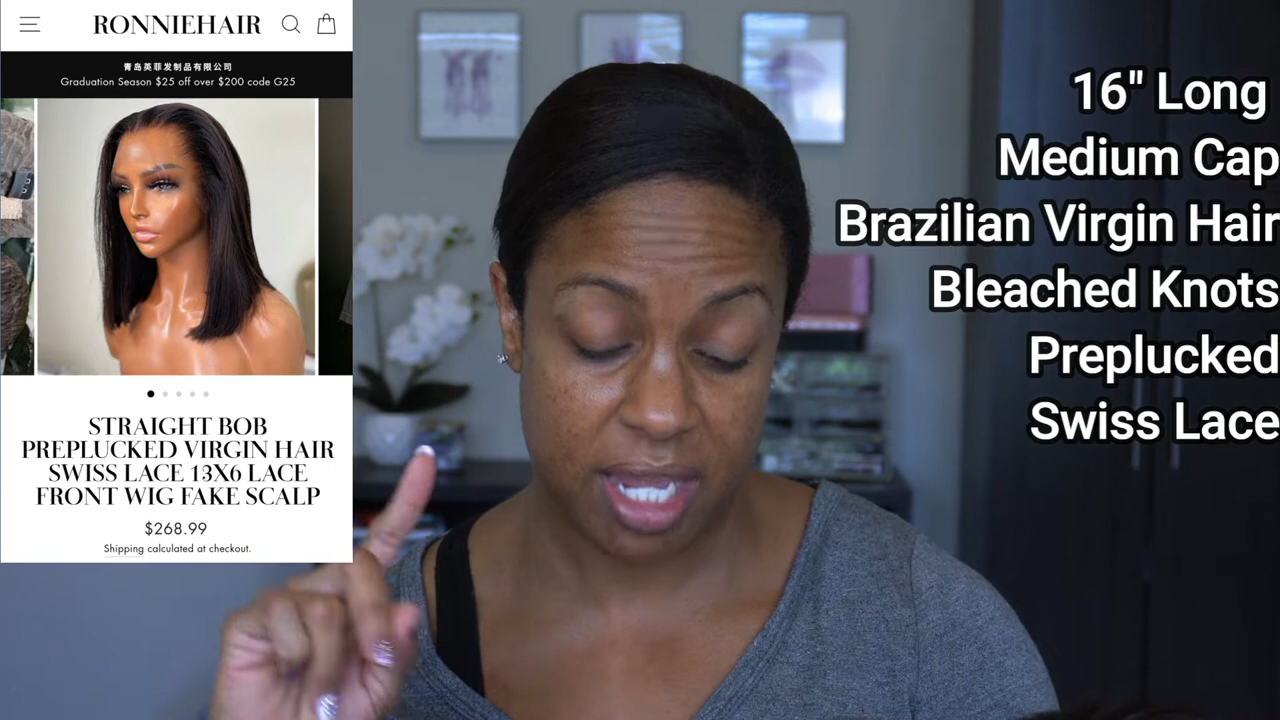 RONNIEHAIR
青岛英菲发制品有限公司
Graduation Season $25 off over $200 code G25
STRAIGHT BOB
PREPLUCKED VIRGIN HAIR
SWISS LACE 13X6 LACE
FRONT WIG FAKE SCALP
$268.99
Shipping calculated at checkout.
16" Long
Medium Cap
Brazilian Virgin Hair
Bleached Knots
Preplucked
Swiss Lace